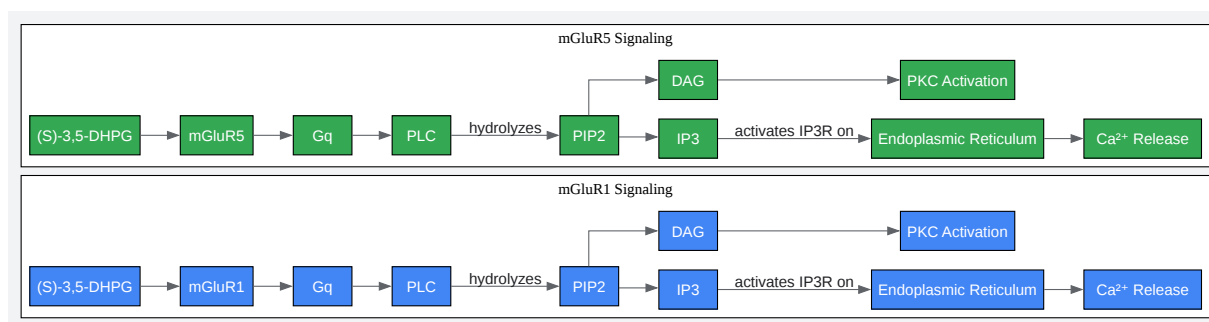 mGluR5 Signaling
DAG
PKC Activation
(S)-3,5-DHPG
mGluR5
Gq
PLC
hydrolyzes
PIP2
IP3
activates IP3R on
Endoplasmic Reticulum
Ca²⁺ Release
mGluR1 Signaling
DAG
PKC Activation
(S)-3,5-DHPG
mGluR1
Gq
PLC
hydrolyzes
PIP2
IP3
activates IP3R on
Endoplasmic Reticulum
Ca²⁺ Release